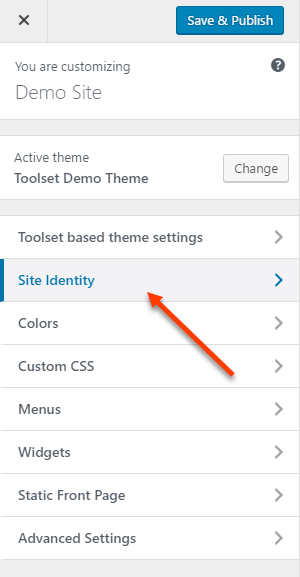 Save & Publish
You are customizing
Demo Site
Active theme
Toolset Demo Theme
Change
Toolset based theme settings
Site Identity
Colors
Custom CSS
Menus
Widgets
Static Front Page
Advanced Settings